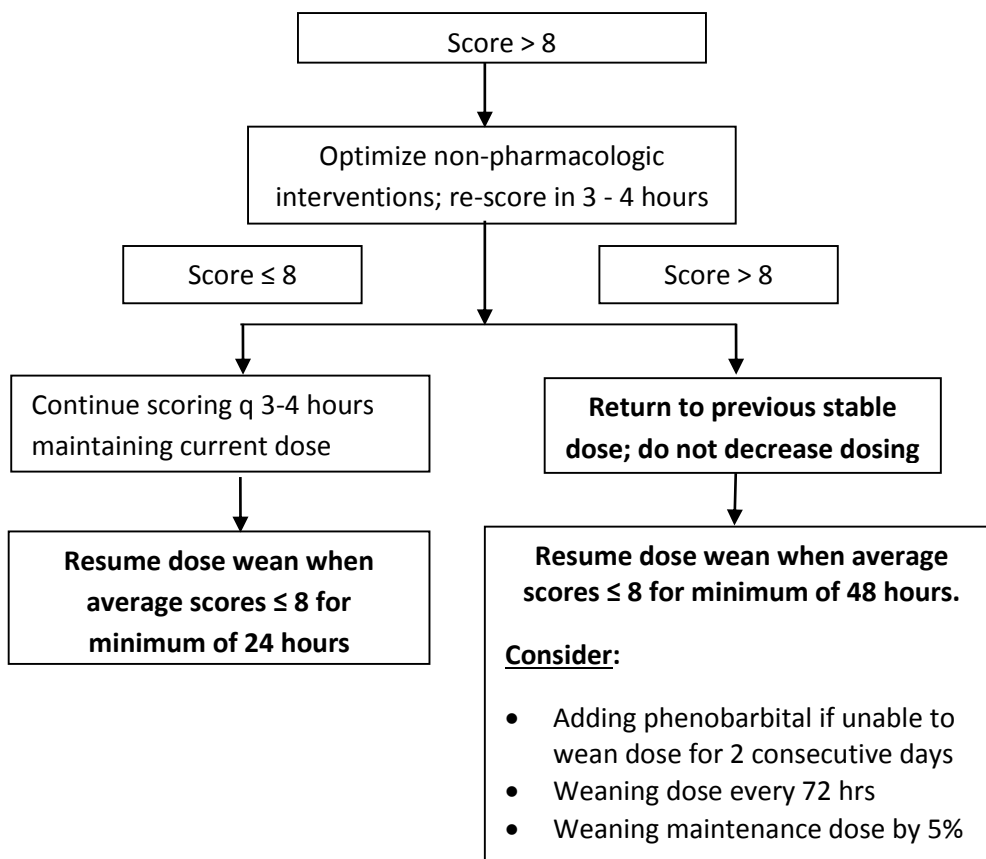 Score > 8
Optimize non-pharmacologic
interventions; re-score in 3 - 4 hours
Score ≤ 8
Score > 8
Continue scoring q 3-4 hours
maintaining current dose
Return to previous stable
dose; do not decrease dosing
Resume dose wean when
average scores ≤ 8 for
minimum of 24 hours
Resume dose wean when average
scores ≤ 8 for minimum of 48 hours.
Consider:
• Adding phenobarbital if unable to
wean dose for 2 consecutive days
• Weaning dose every 72 hrs
• Weaning maintenance dose by 5%